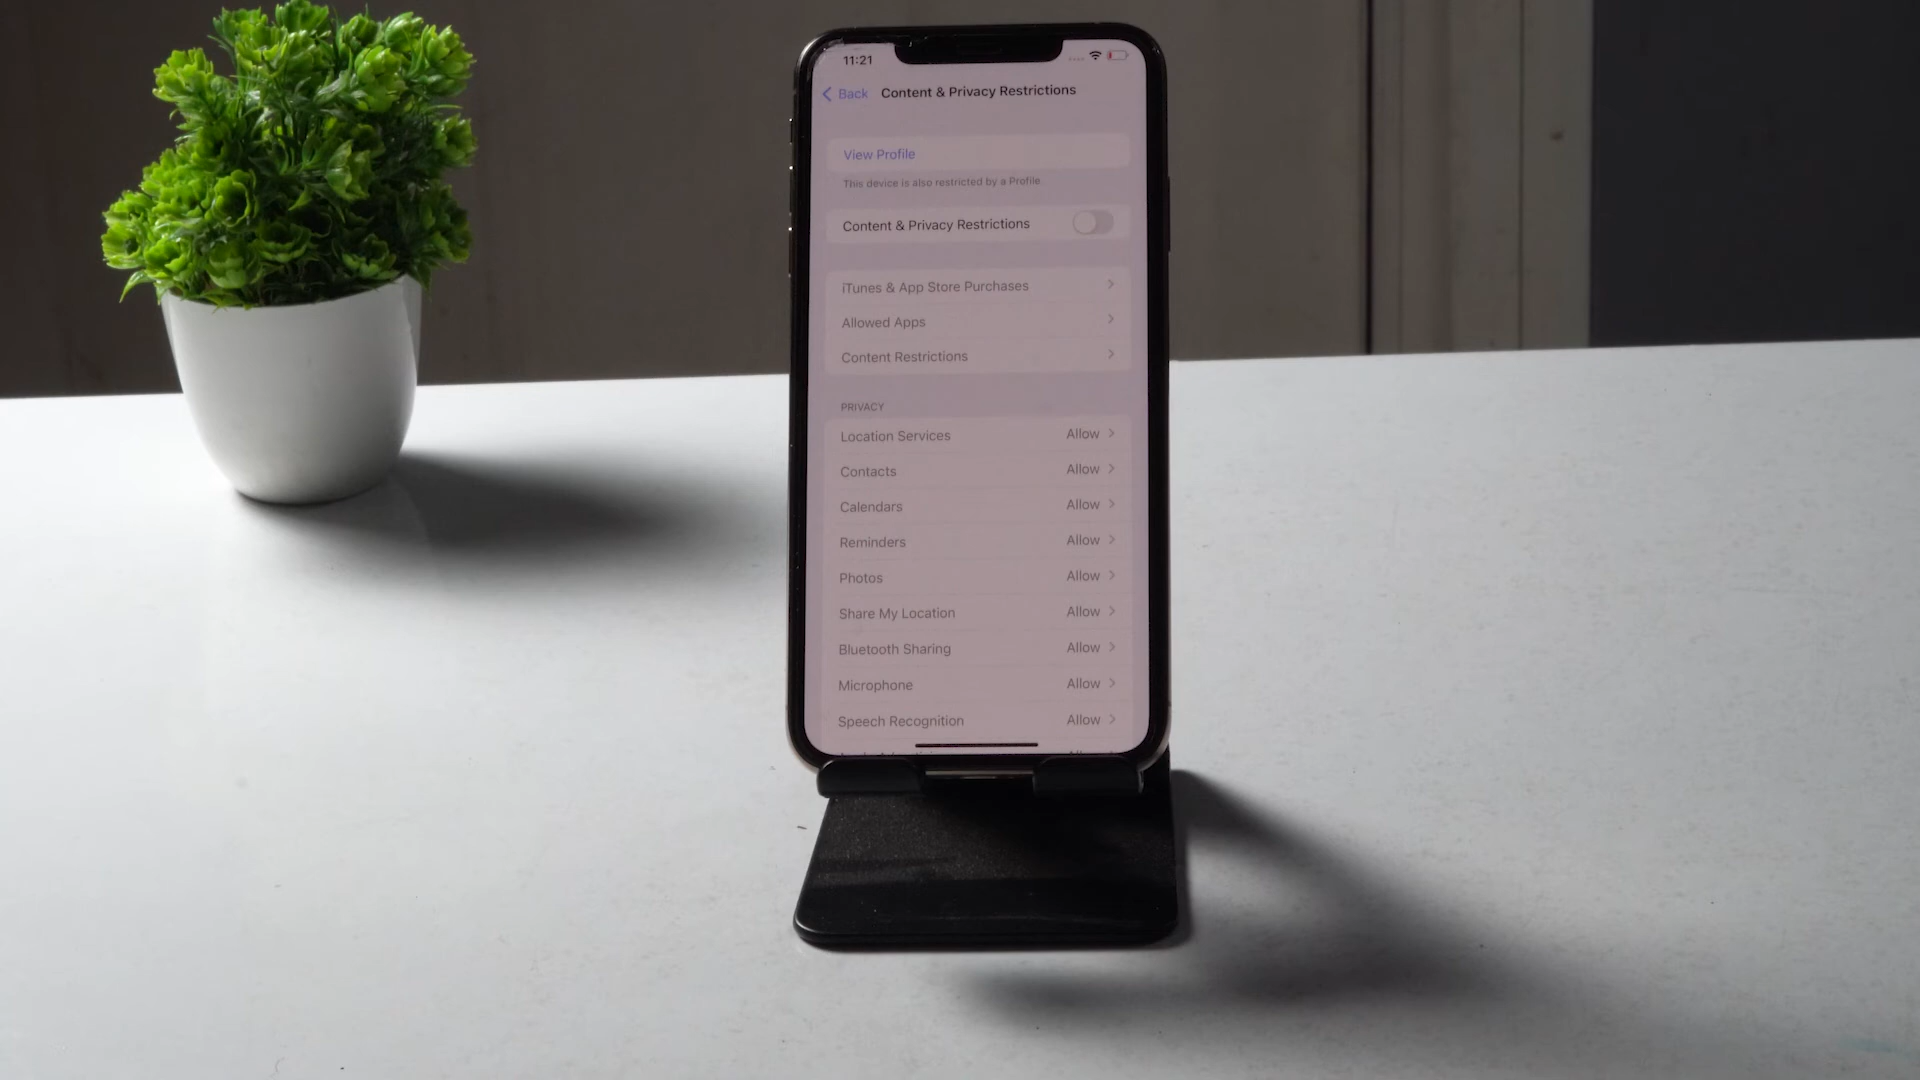 11:21
Back Content & Privacy Restrictions
View Profile
This device is also restricted by a Profile
Content & Privacy Restrictions
iTunes & App Store Purchases
Allowed Apps
Content Restrictions
PRIVACY
Location Services Allow
Contacts Allow
Calendars Allow
Reminders Allow
Photos Allow
Share My Location Allow
Bluetooth Sharing Allow
Microphone Allow
Speech Recognition Allow